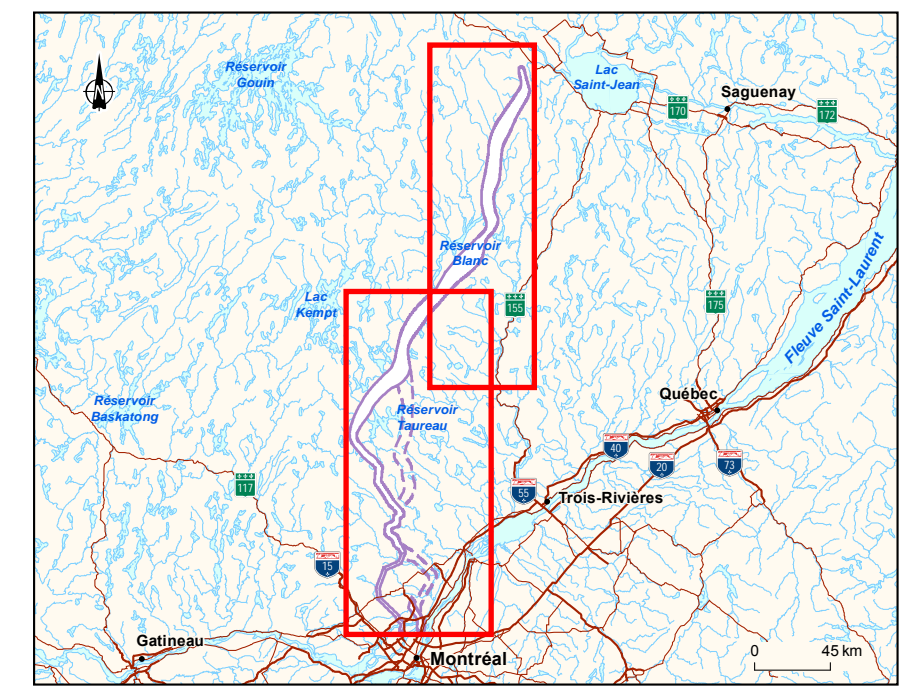 Réservoir
Gouin
Lac
Saint-Jean
Saguenay
170
172
N
Réservoir
Blanc
Lac
Kempt
155
175
Fleuve Saint-Laurent
Réservoir
Baskatong
Réservoir
Taureau
Québec
40
20
73
117
55
Trois-Rivières
15
Gatineau
Montréal
0 45 km